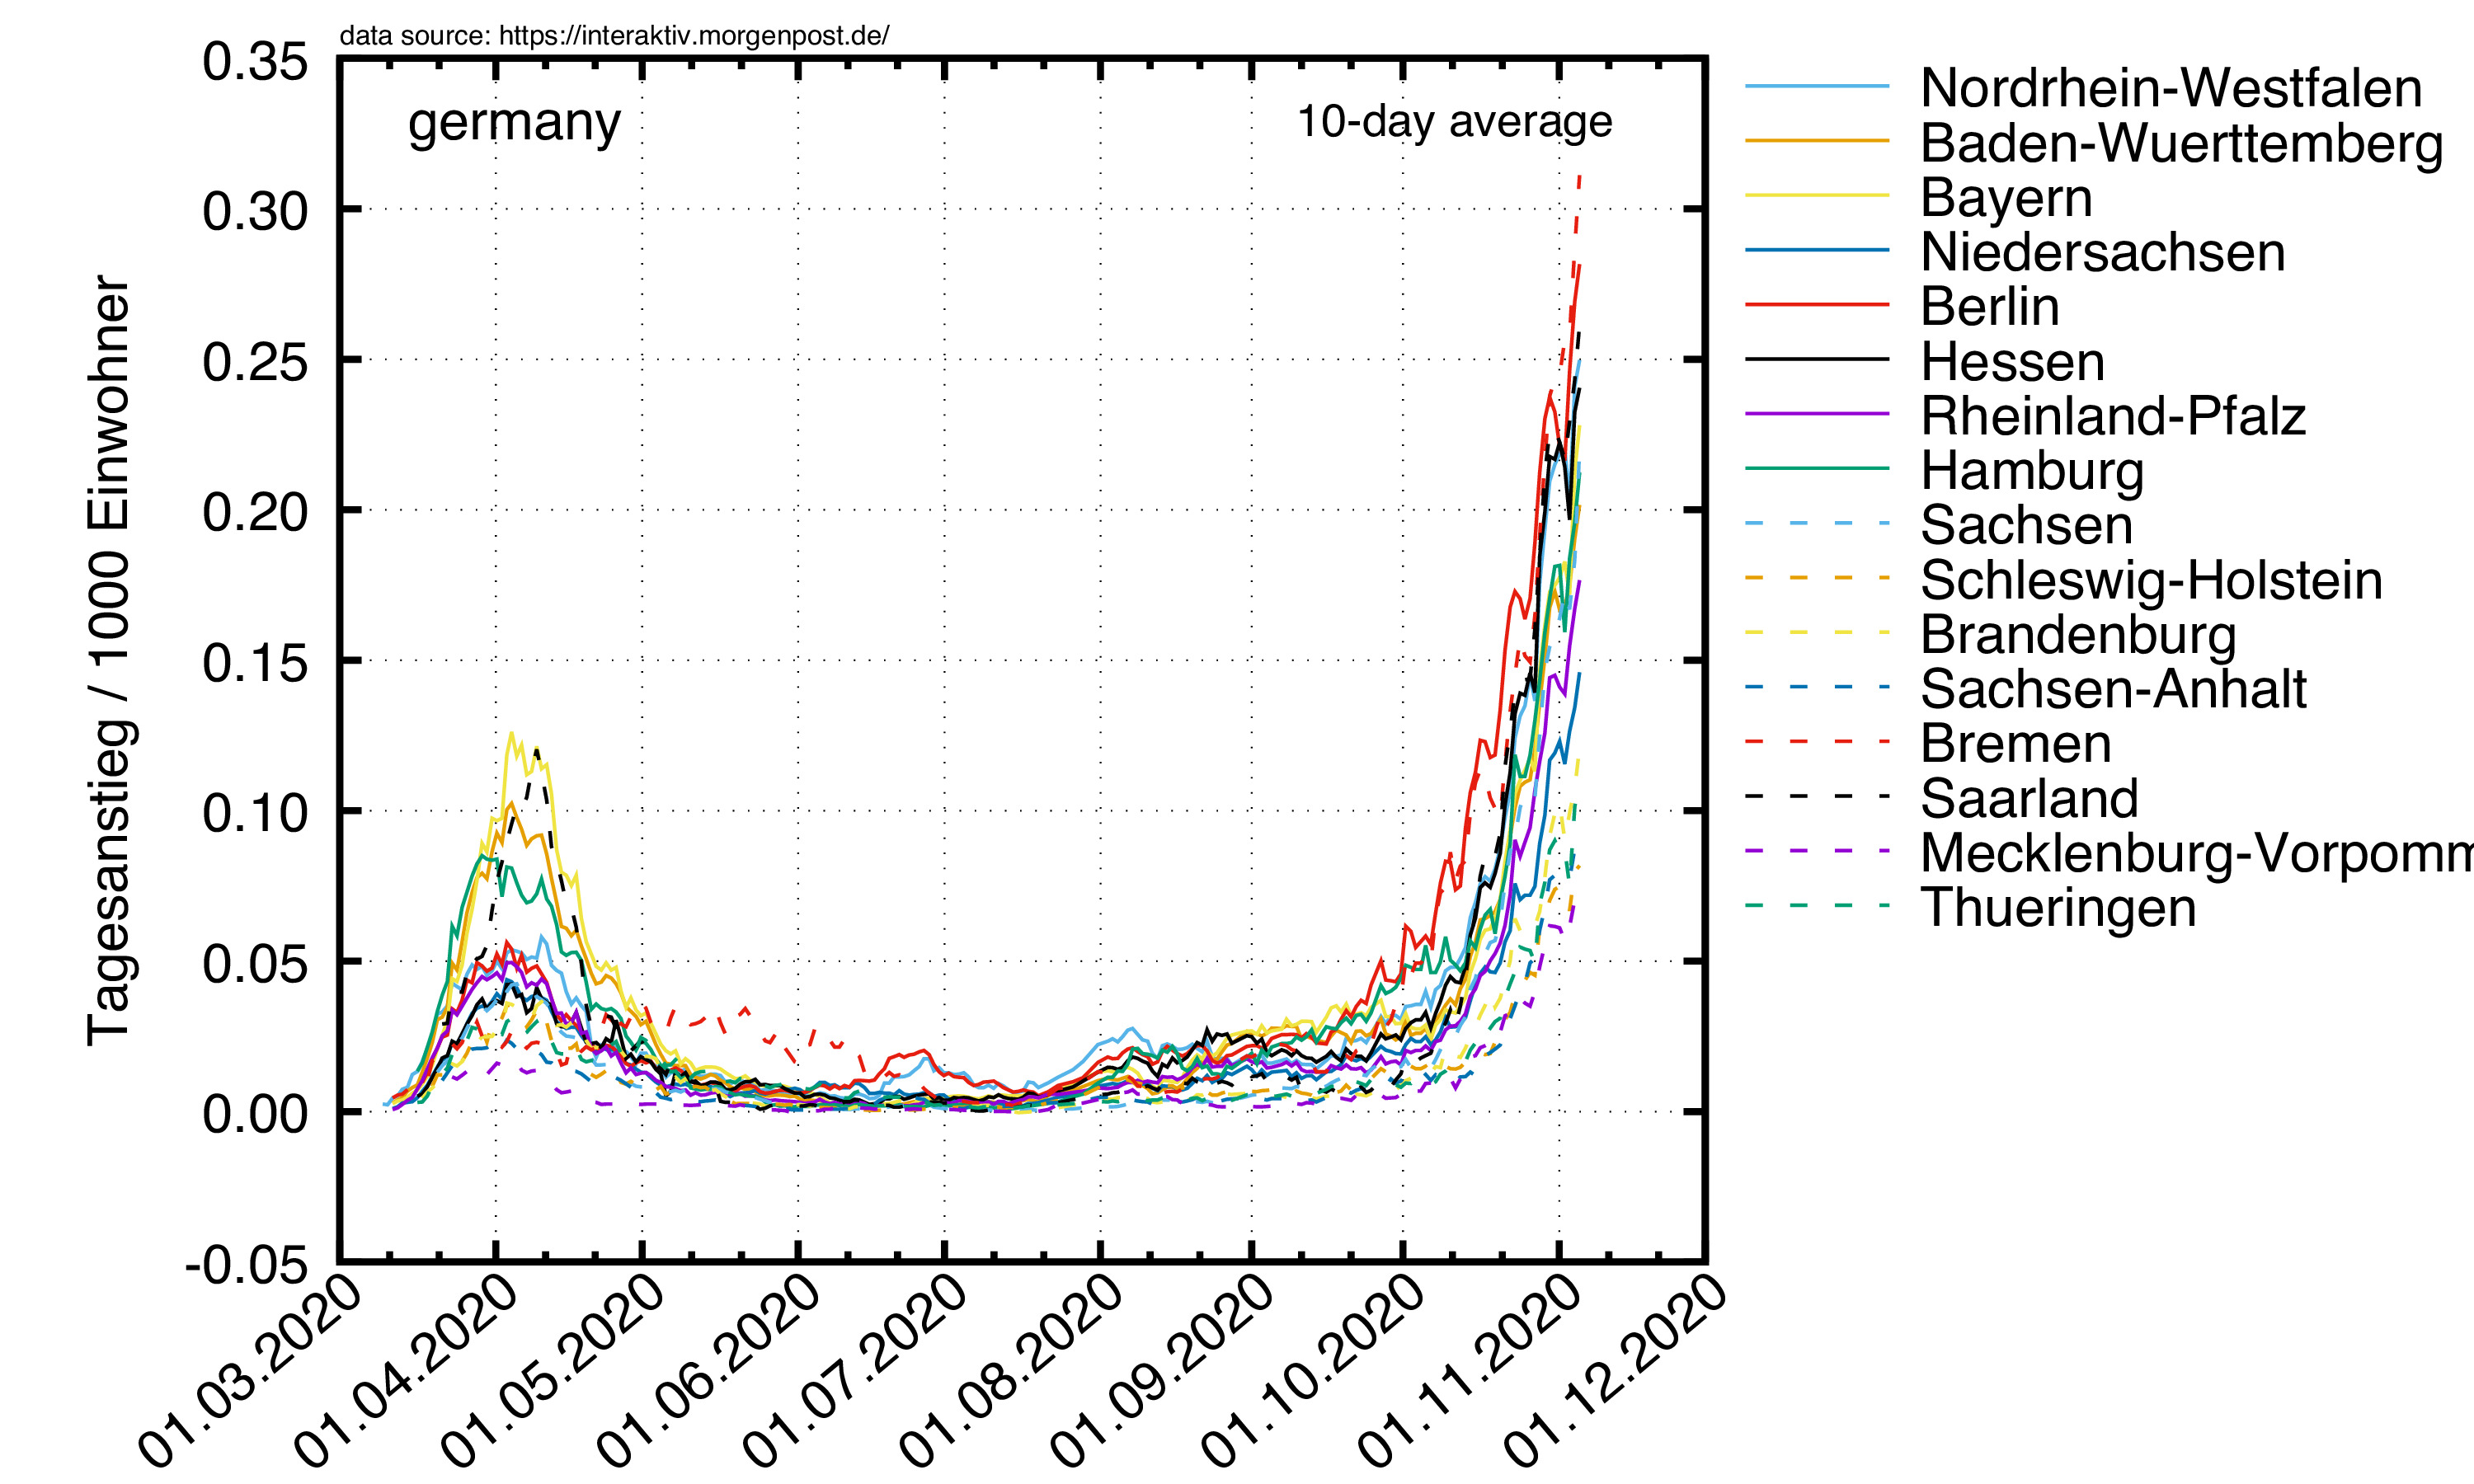 data source: https://interaktiv.morgenpost.de/
germany
10-day average
Tagesanstieg / 1000 Einwohner
0.35
0.30
0.25
0.20
0.15
0.10
0.05
0.00
-0.05
01.03.2020
01.04.2020
01.05.2020
01.06.2020
01.07.2020
01.08.2020
01.09.2020
01.10.2020
01.11.2020
01.12.2020
Nordrhein-Westfalen
Baden-Wuerttemberg
Bayern
Niedersachsen
Berlin
Hessen
Rheinland-Pfalz
Hamburg
Sachsen
Schleswig-Holstein
Brandenburg
Sachsen-Anhalt
Bremen
Saarland
Mecklenburg-Vorpomm
Thueringen